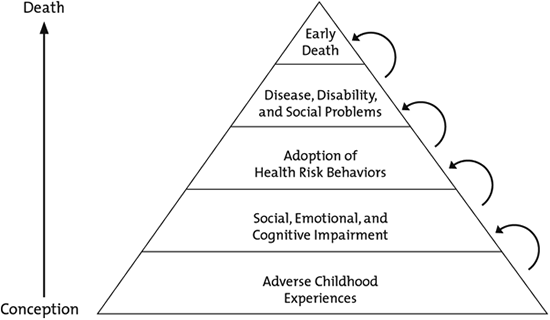 Death
Early
Death
Disease, Disability,
and Social Problems
Adoption of
Health Risk Behaviors
Social, Emotional, and
Cognitive Impairment
Adverse Childhood
Experiences
Conception